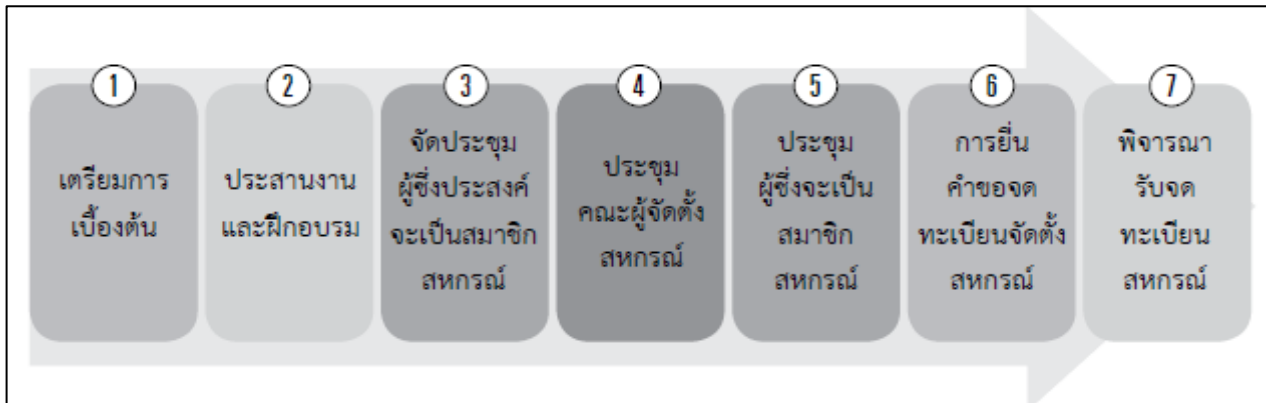 1
เตรียมการ
เบื้องต้น
2
ประสานงาน
และฝึกอบรม
3
จัดประชุม
ผู้ซึ่งประสงค์
จะเป็นสมาชิก
สหกรณ์
4
ประชุม
คณะผู้จัดตั้ง
สหกรณ์
5
ประชุม
ผู้ซึ่งจะเป็น
สมาชิก
สหกรณ์
6
การยื่น
คำขอจด
ทะเบียนจัดตั้ง
สหกรณ์
7
พิจารณา
รับจด
ทะเบียน
สหกรณ์